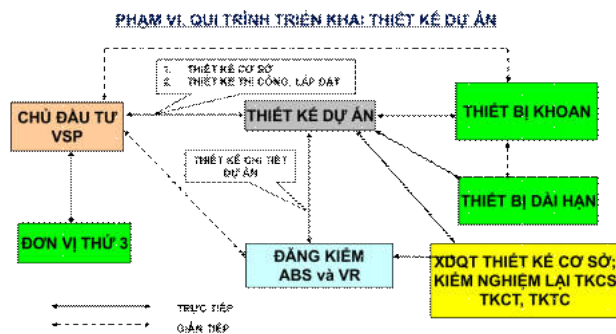 PHẠM VI, QUI TRÌNH TRIỂN KHAI THIẾT KẾ DỰ ÁN
1. THIẾT KẾ CƠ SỞ
2. THIẾT KẾ THI CÔNG, LẮP ĐẶT
CHỦ ĐẦU TƯ
VSP
THIẾT KẾ DỰ ÁN
THIẾT BỊ KHOAN
THIẾT KẾ CHI TIẾT
DỰ ÁN
THIẾT BỊ DÀI HẠN
ĐƠN VỊ THỨ 3
ĐĂNG KIỂM
ABS và VR
XDQT THIẾT KẾ CƠ SỞ;
KIỂM NGHIỆM LẠI TKCS
TKCT, TKTC
TRỰC TIẾP
GIÁN TIẾP